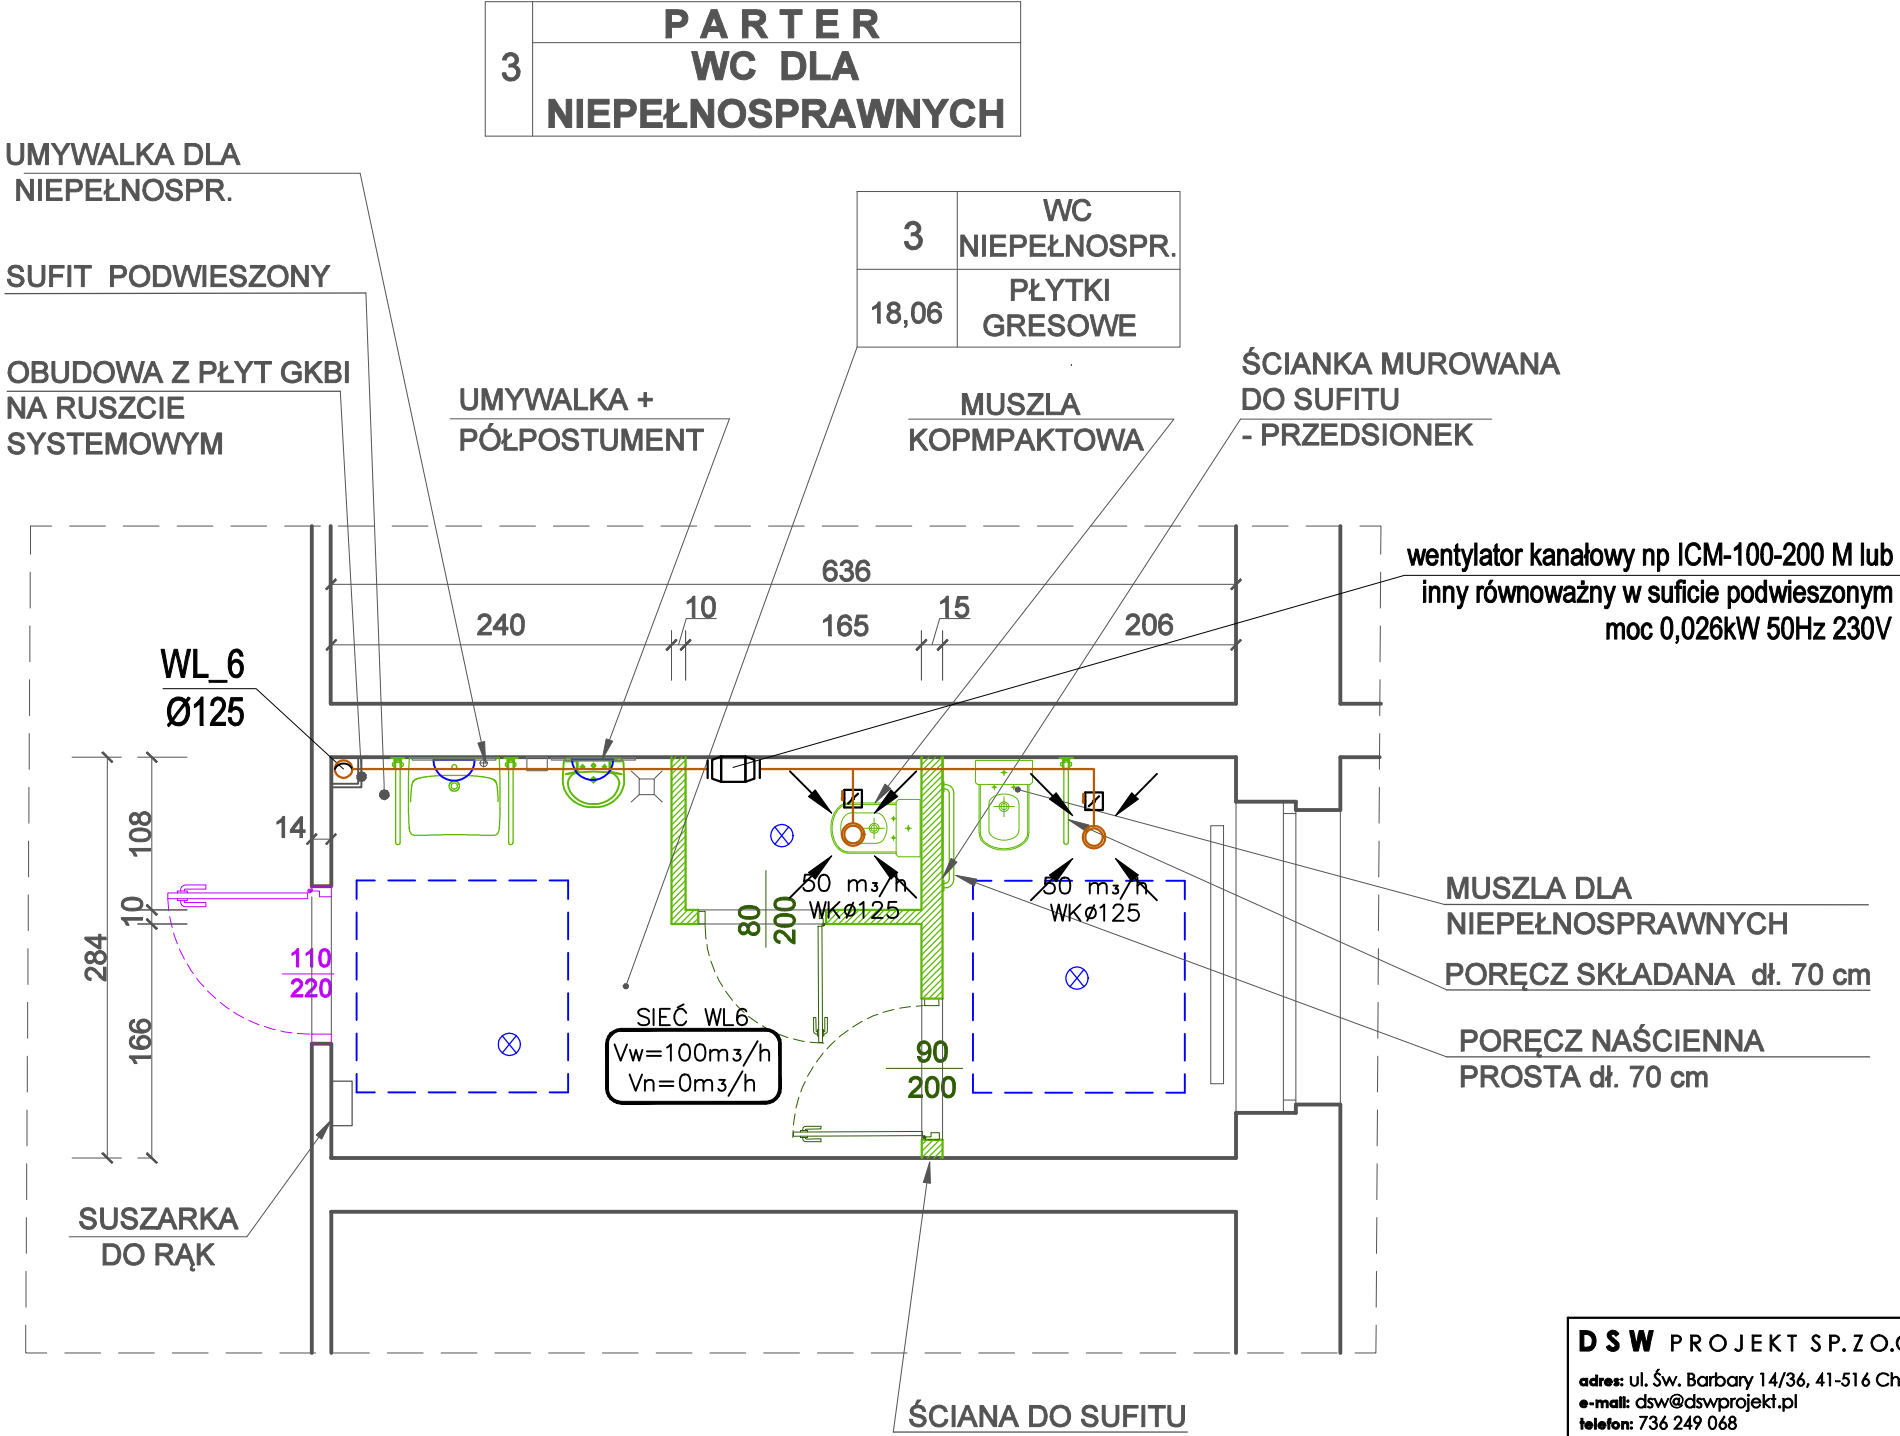 PARTER
3
WC DLA
NIEPEŁNOSPRAWNYCH
UMYWALKA DLA
NIEPEŁNOSPR.
SUFIT PODWIESZONY
OBUDOWA Z PŁYT GKBI
NA RUSZCIE
SYSTEMOWYM
UMYWALKA +
PÓŁPOSTUMENT
3
WC
NIEPEŁNOSPR.
18,06
PŁYTKI
GRESOWE
MUSZLA
KOPMPAKTOWA
ŚCIANKA MUROWANA
DO SUFITU
- PRZEDSIONEK
wentylator kanałowy np ICM-100-200 M lub
inny równoważny w suficie podwieszonym
moc 0,026kW 50Hz 230V
636
240
10
165
15
206
WL_6
Ø125
14
108
10
284
166
110
220
80
200
50 m3/h
WKø125
50 m3/h
WKø125
SIEĆ WL6
Vw=100m3/h
Vn=0m3/h
90
200
MUSZLA DLA
NIEPEŁNOSPRAWNYCH
PORĘCZ SKŁADANA dł. 70 cm
PORĘCZ NAŚCIENNA
PROSTA dł. 70 cm
SUSZARKA
DO RĄK
ŚCIANA DO SUFITU
DSW PROJEKT SP. Z O.O
adres: ul. Św. Barbary 14/36, 41-516 Ch
e-mail: dsw@dswprojekt.pl
telefon: 736 249 068